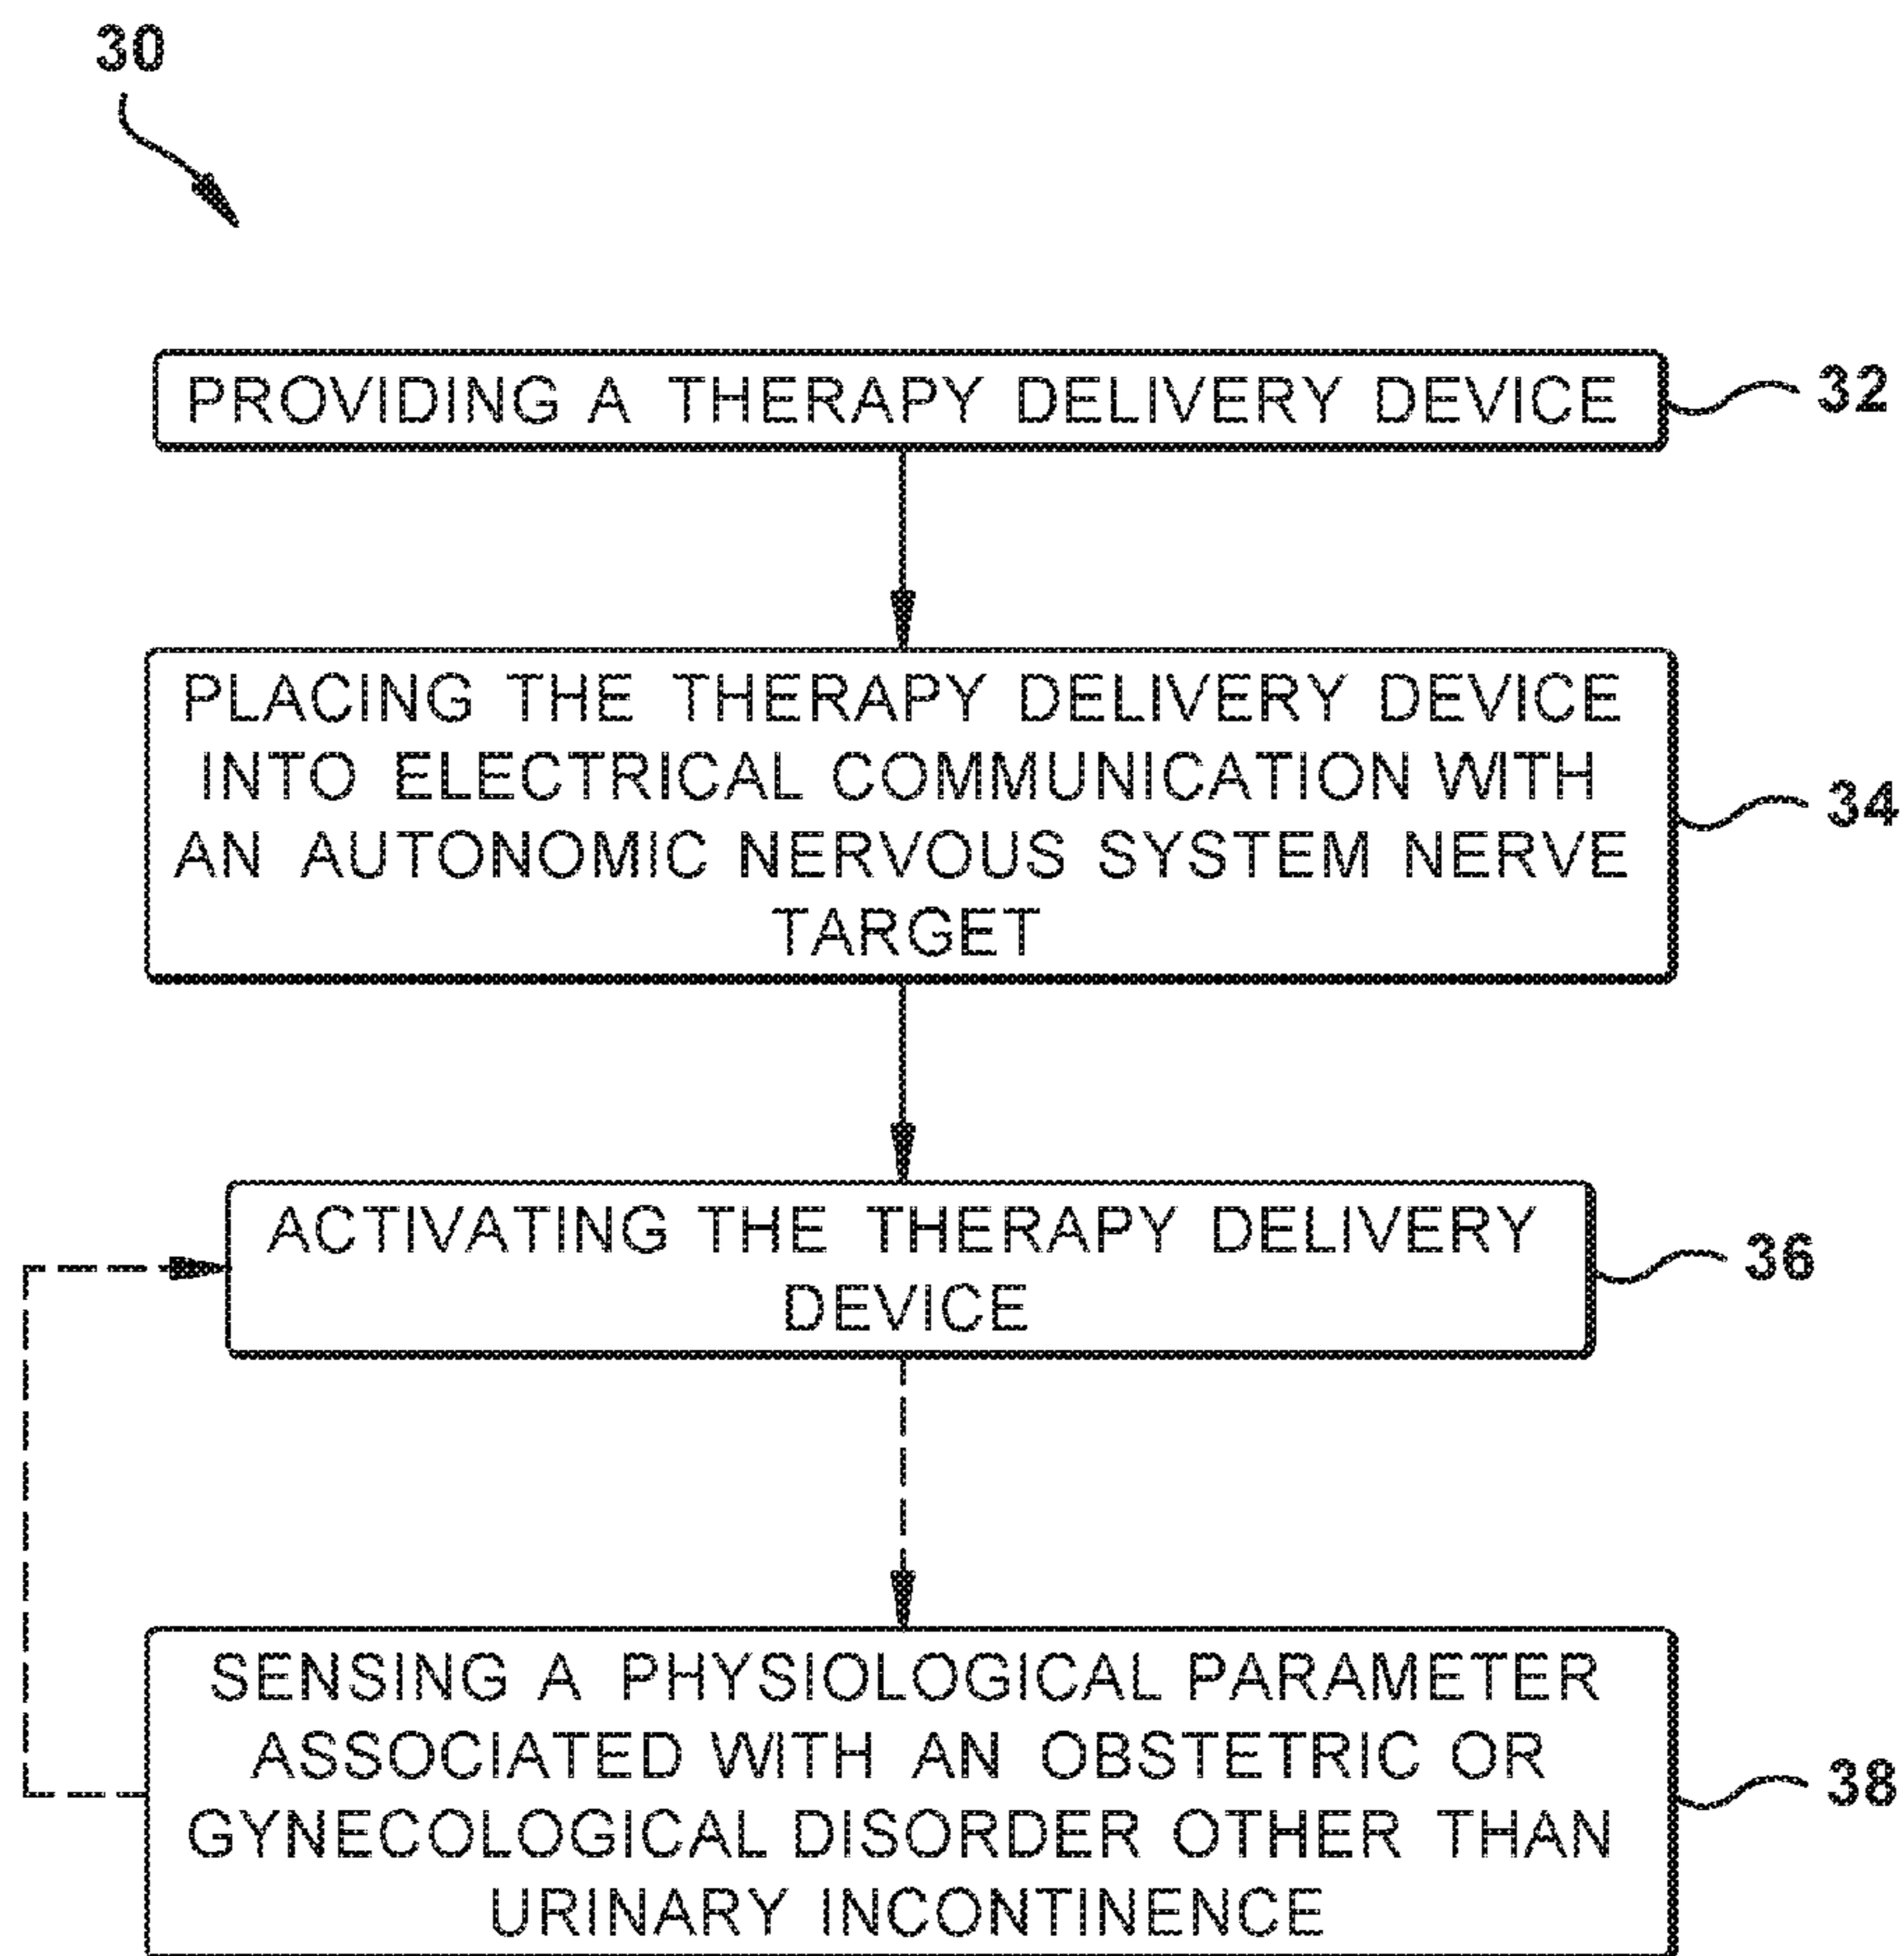 30
PROVIDING A THERAPY DELIVERY DEVICE
32
PLACING THE THERAPY DELIVERY DEVICE
INTO ELECTRICAL COMMUNICATION WITH
AN AUTONOMIC NERVOUS SYSTEM NERVE
TARGET
34
ACTIVATING THE THERAPY DELIVERY
DEVICE
36
SENSING A PHYSIOLOGICAL PARAMETER
ASSOCIATED WITH AN OBSTETRIC OR
GYNECOLOGICAL DISORDER OTHER THAN
URINARY INCONTINENCE
38